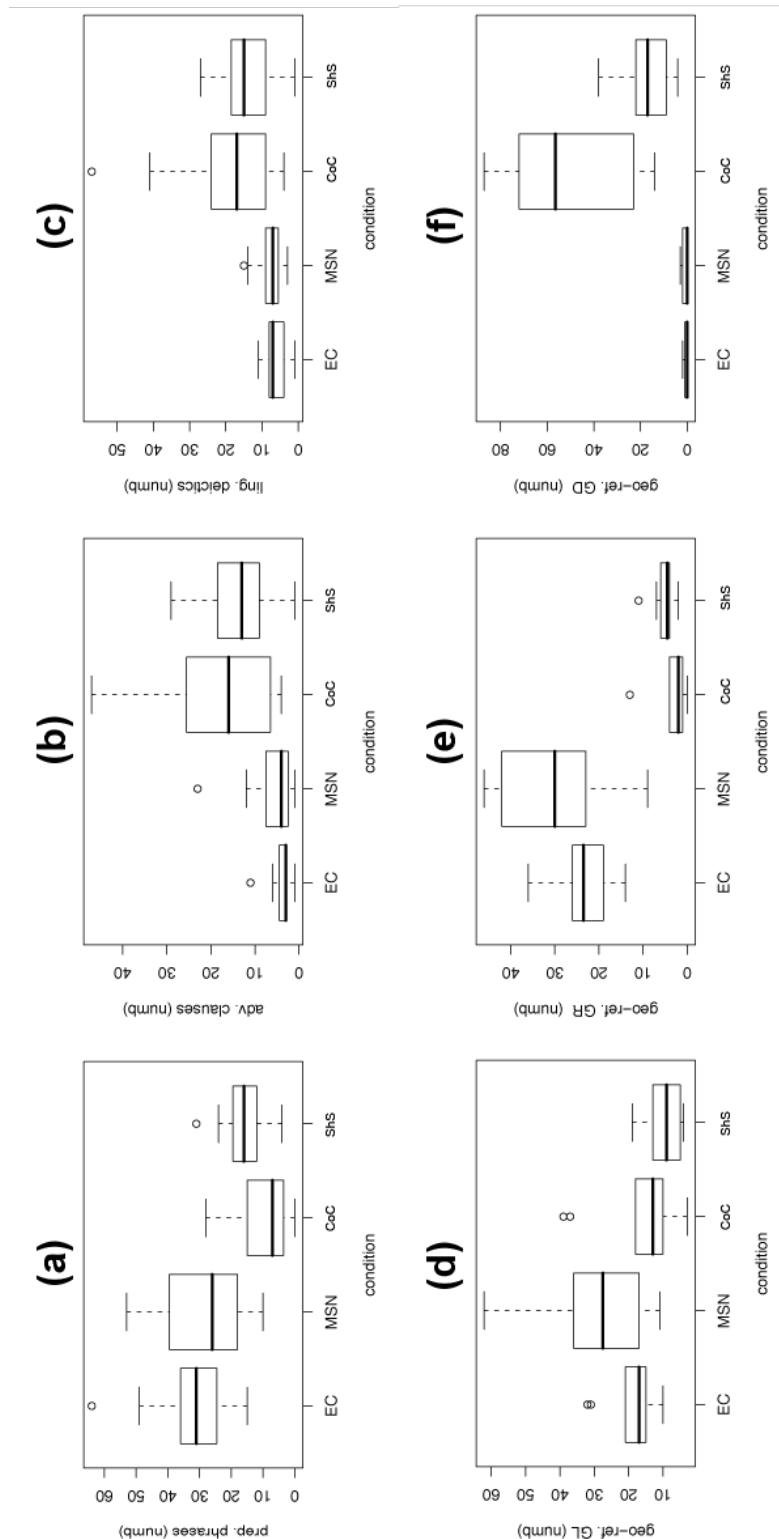 (a)
prep. phrases (numb)
0 10 20 30 40 50 60
EC MSN CoC ShS
condition
(b)
adv. clauses (numb)
0 10 20 30 40
EC MSN CoC ShS
condition
(c)
ling. deictics (numb)
0 10 20 30 40 50
EC MSN CoC ShS
condition
(d)
geo-ref. GL (numb)
10 20 30 40 50 60
EC MSN CoC ShS
condition
(e)
geo-ref. GR (numb)
0 10 20 30 40
EC MSN CoC ShS
condition
(f)
geo-ref. GD (numb)
0 20 40 60 80
EC MSN CoC ShS
condition